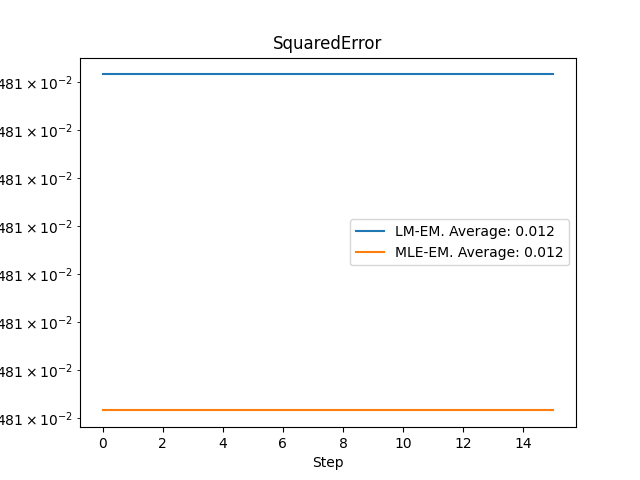 SquaredError
481 × 10⁻²
481 × 10⁻²
481 × 10⁻²
481 × 10⁻²
481 × 10⁻²
481 × 10⁻²
481 × 10⁻²
481 × 10⁻²
LM-EM. Average: 0.012
MLE-EM. Average: 0.012
0 2 4 6 8 10 12 14
Step